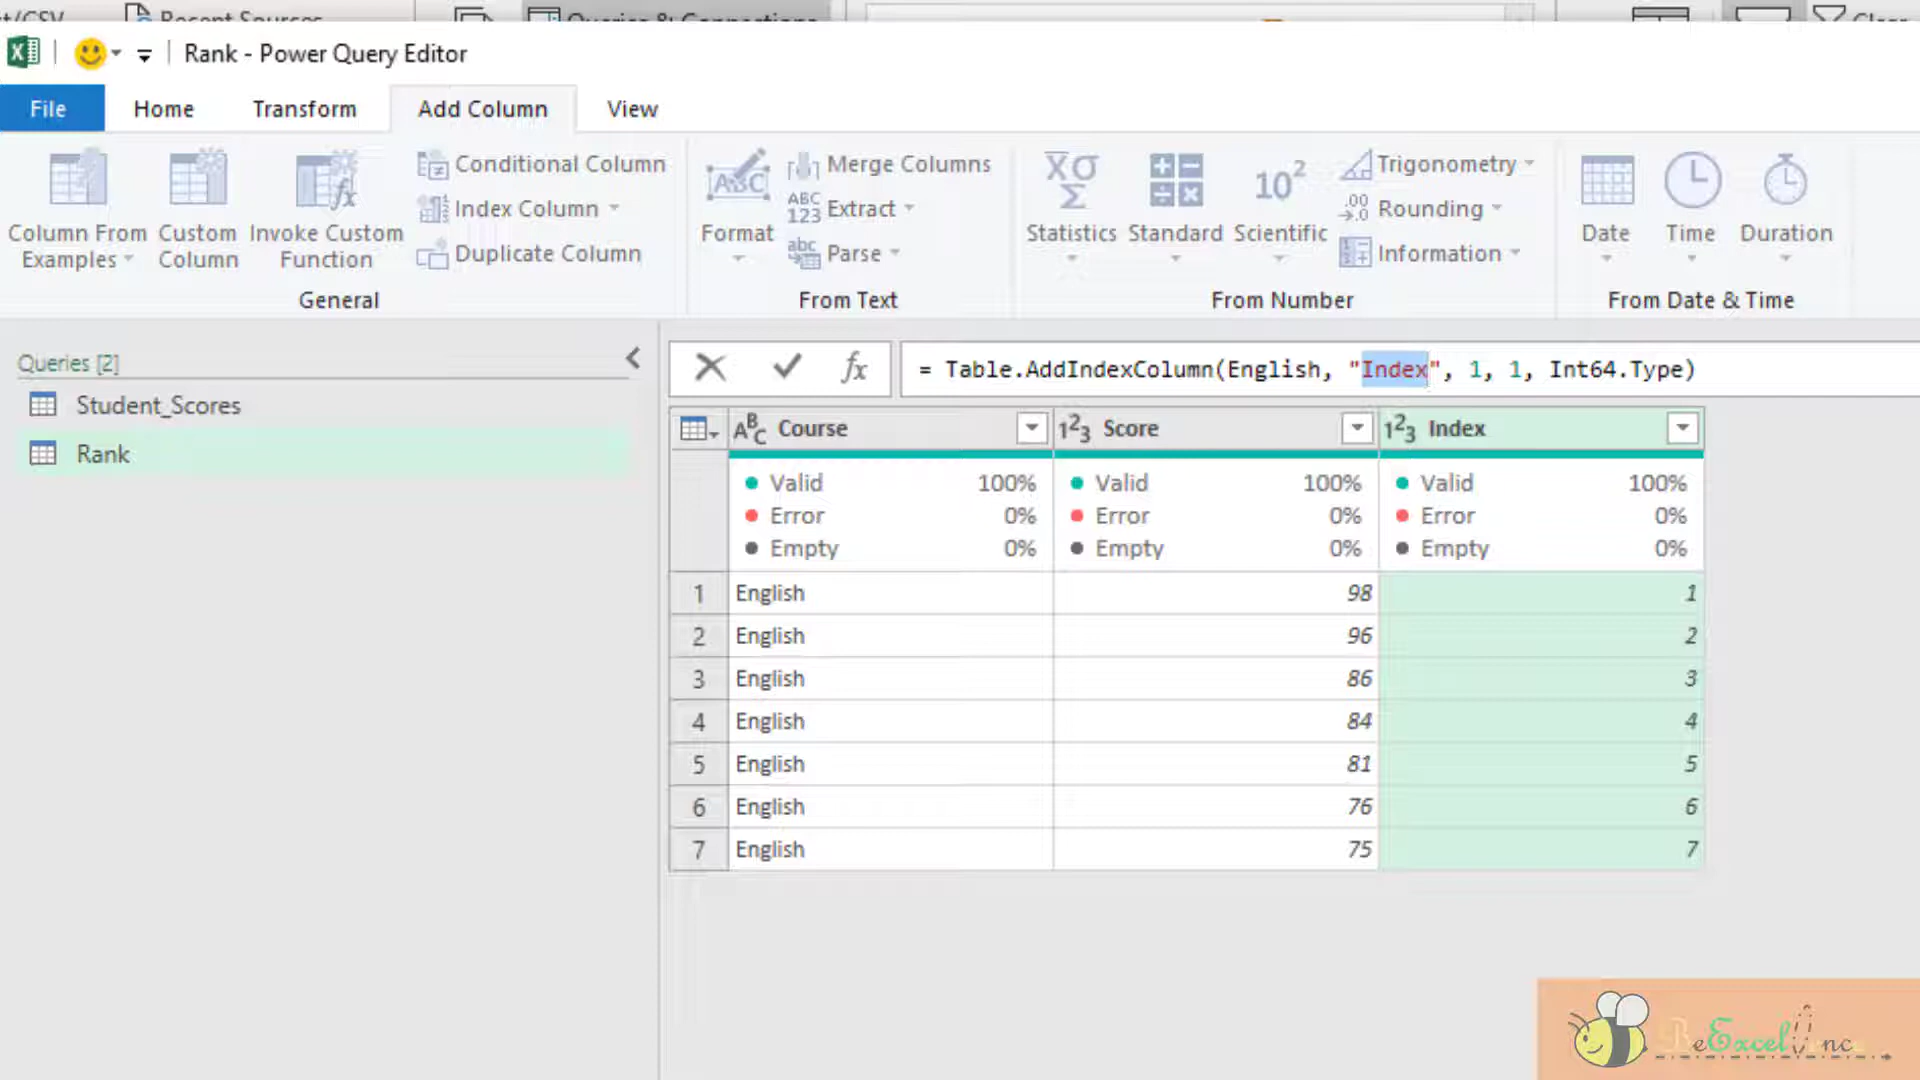 Recent Sources
Queries & Connections
Clear
Rank - Power Query Editor
File Home Transform Add Column View
Column From Examples
Custom Column
Invoke Custom Function
Conditional Column
Index Column
Duplicate Column
General
Format
Merge Columns
Extract
Parse
From Text
Statistics
Standard
Scientific
Trigonometry
Rounding
Information
From Number
Date
Time
Duration
From Date & Time
Queries [2]
Student_Scores
Rank
= Table.AddIndexColumn(English, "Index", 1, 1, Int64.Type)
Course Score Index
Valid 100% Valid 100% Valid 100%
Error 0% Error 0% Error 0%
Empty 0% Empty 0% Empty 0%
1 English 98 1
2 English 96 2
3 English 86 3
4 English 84 4
5 English 81 5
6 English 76 6
7 English 75 7